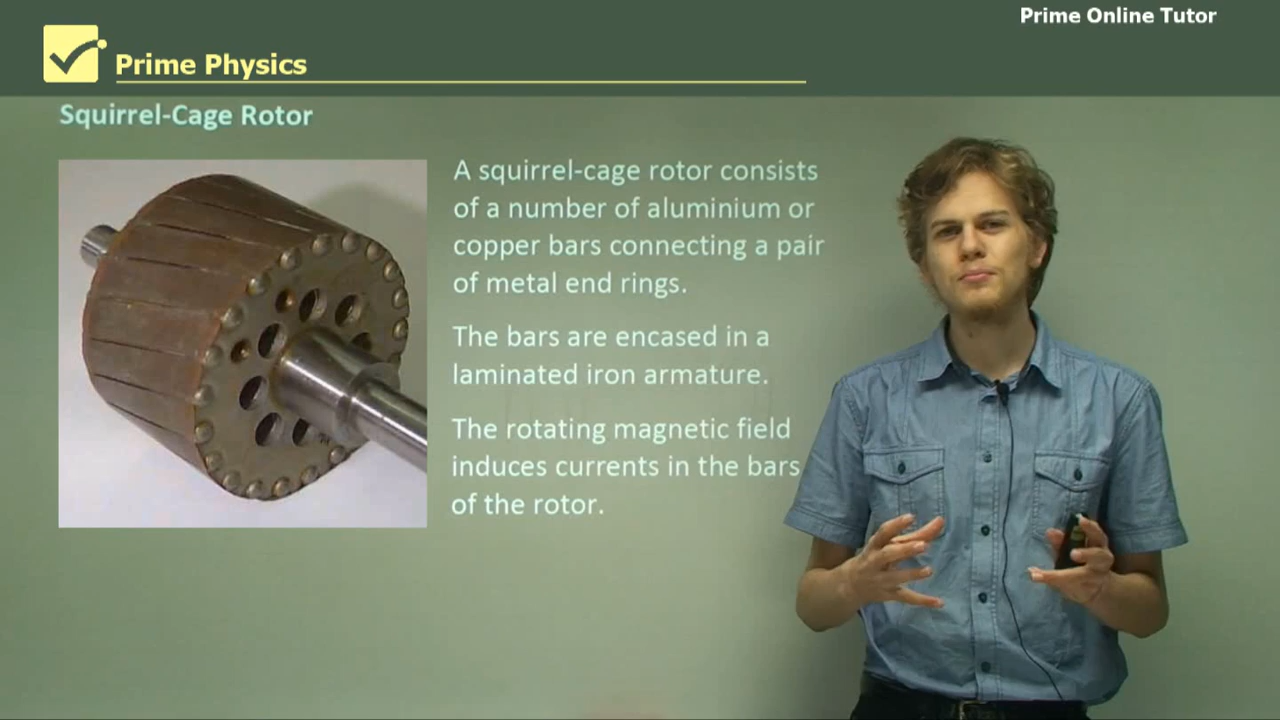 Prime Online Tutor
Prime Physics
Squirrel-Cage Rotor
A squirrel-cage rotor consists
of a number of aluminium or
copper bars connecting a pair
of metal end rings.
The bars are encased in a
laminated iron armature.
The rotating magnetic field
induces currents in the bars
of the rotor.